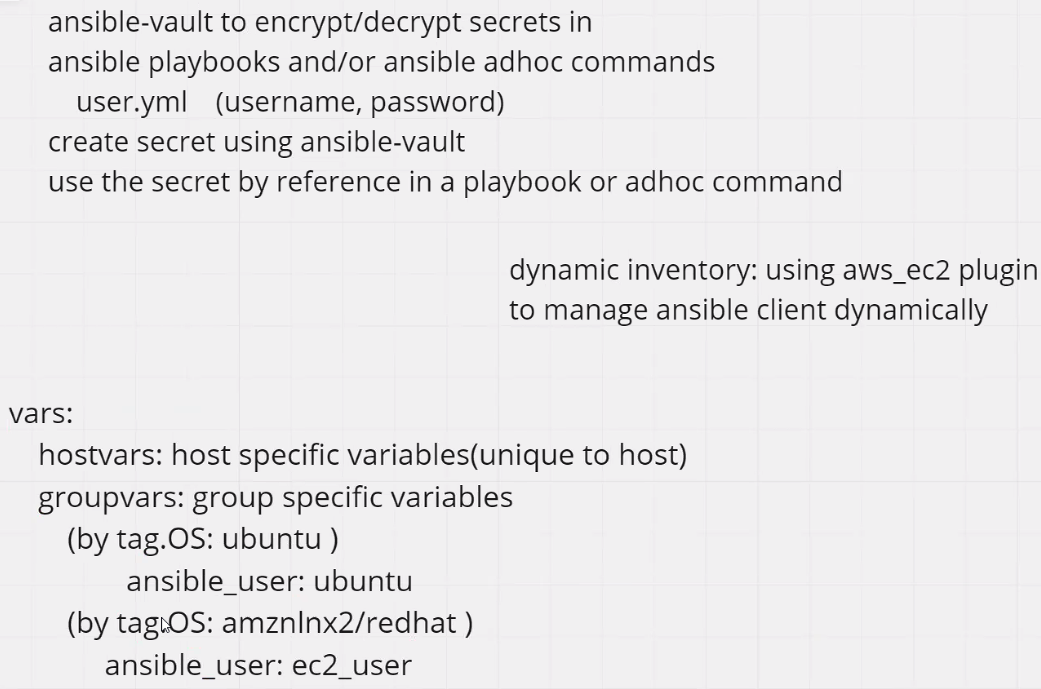 ansible-vault to encrypt/decrypt secrets in
ansible playbooks and/or ansible adhoc commands
user.yml (username, password)
create secret using ansible-vault
use the secret by reference in a playbook or adhoc command
dynamic inventory: using aws_ec2 plugin
to manage ansible client dynamically
vars:
hostvars: host specific variables(unique to host)
groupvars: group specific variables
(by tag.OS: ubuntu )
ansible_user: ubuntu
(by tag.OS: amznlnx2/redhat )
ansible_user: ec2_user